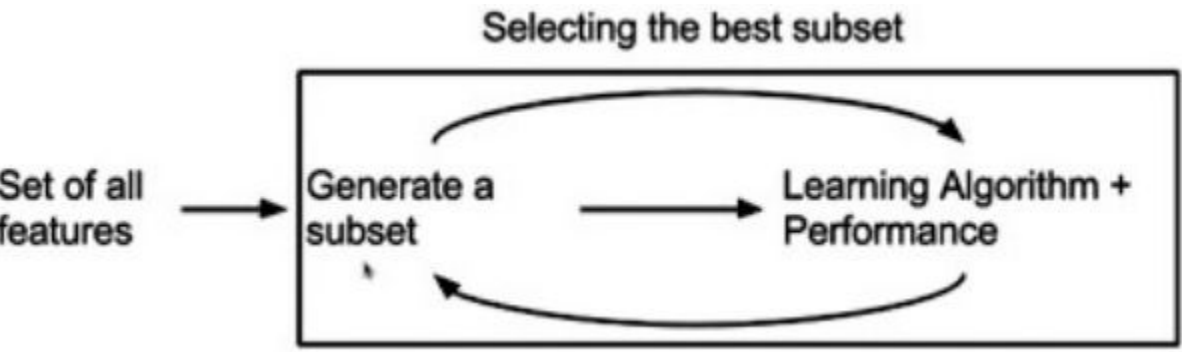 Selecting the best subset
Set of all
features
Generate a
subset
Learning Algorithm +
Performance